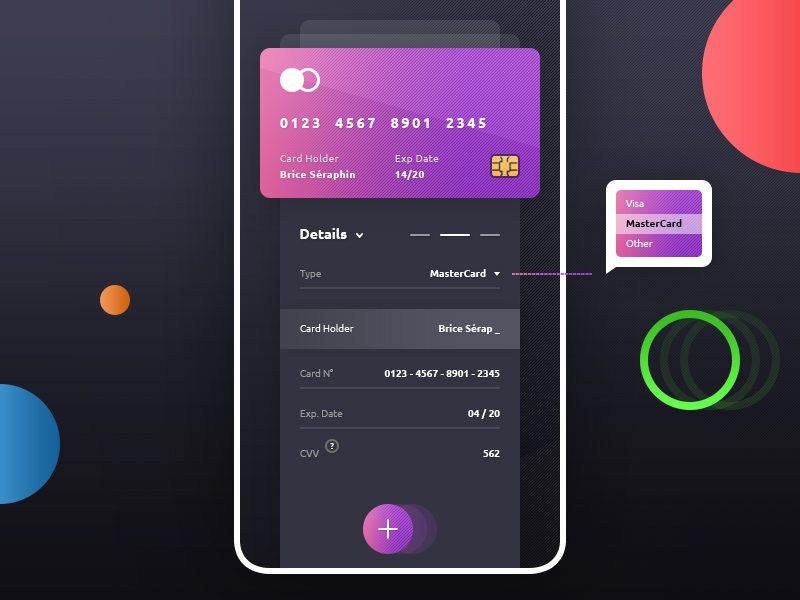 0123 4567 8901 2345
Card Holder Exp Date
Brice Séraphin 14/20
Details
Type MasterCard
Card Holder Brice Sérap _
Card N° 0123 - 4567 - 8901 - 2345
Exp. Date 04 / 20
CVV ? 562
Visa
MasterCard
Other